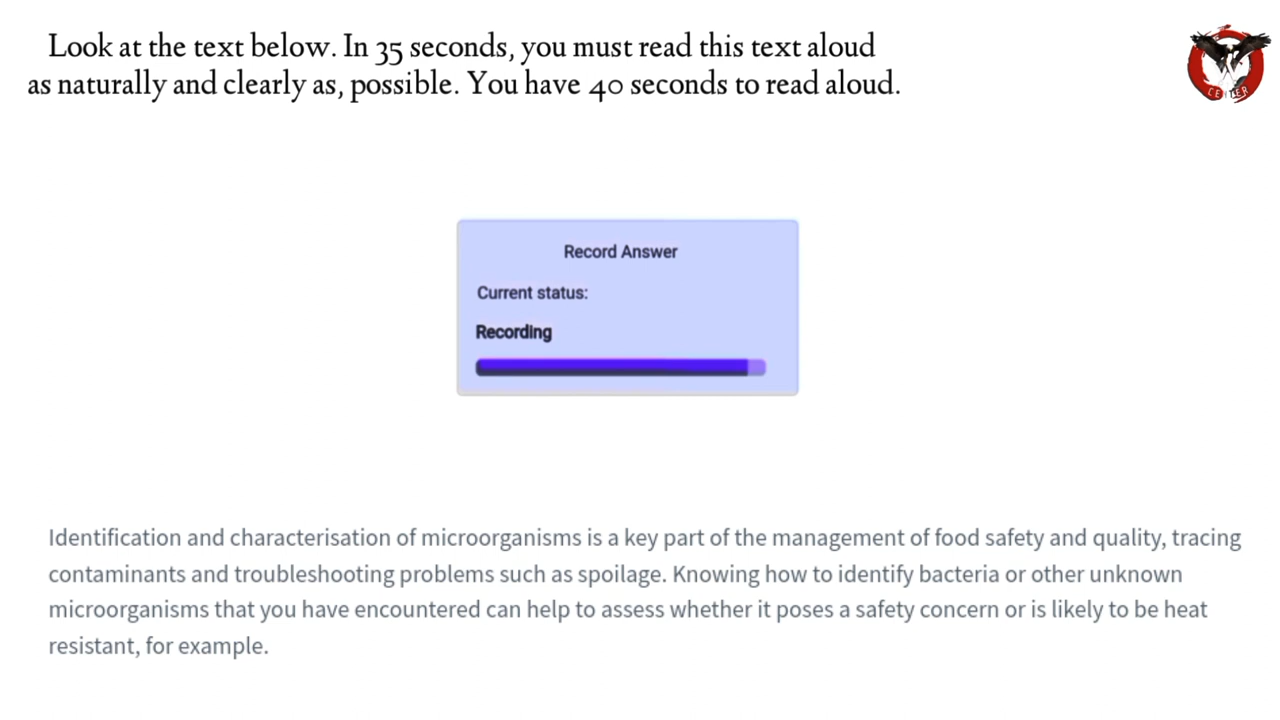 Look at the text below. In 35 seconds, you must read this text aloud
as naturally and clearly as, possible. You have 40 seconds to read aloud.
CENTER
Record Answer
Current status:
Recording
Identification and characterisation of microorganisms is a key part of the management of food safety and quality, tracing
contaminants and troubleshooting problems such as spoilage. Knowing how to identify bacteria or other unknown
microorganisms that you have encountered can help to assess whether it poses a safety concern or is likely to be heat
resistant, for example.